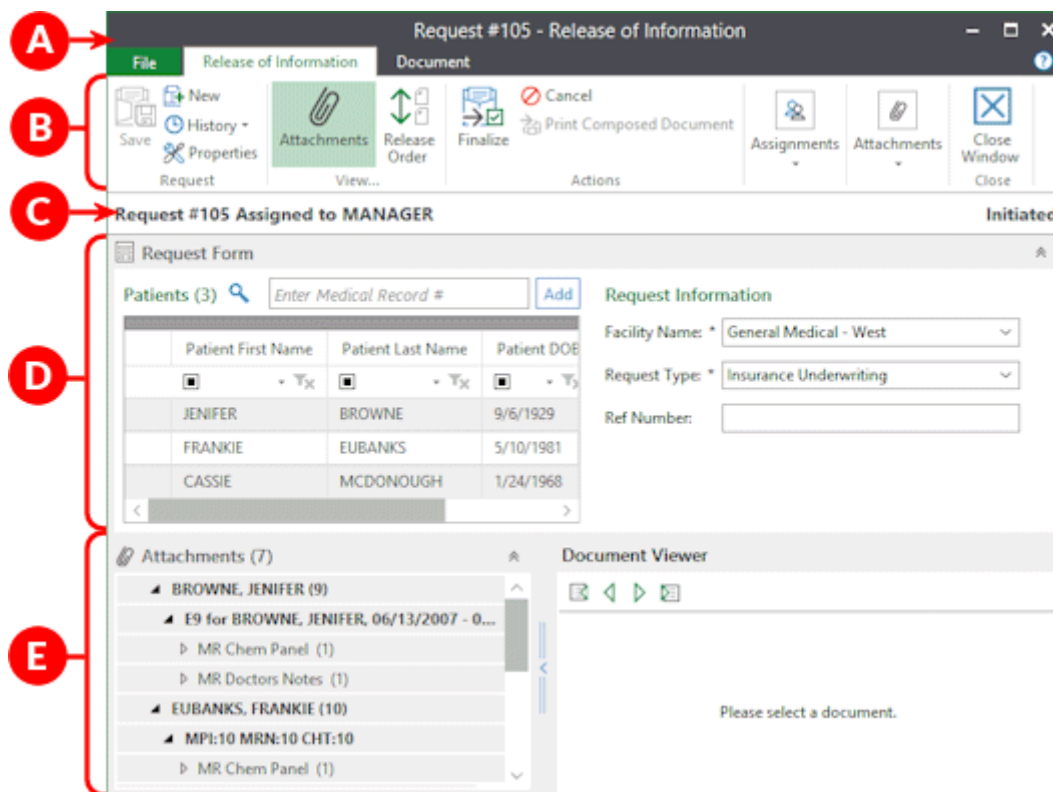 A
Request #105 - Release of Information
File Release of Information Document ?
B
Save
New
History
Properties
Request
Attachments
Release Order
View...
Finalize
Cancel
Print Composed Document
Actions
Assignments
Attachments
Close Window
Close
C
Request #105 Assigned to MANAGER Initiated
D
Request Form
Patients (3) Enter Medical Record # Add
Patient First Name Patient Last Name Patient DOB
JENIFER BROWNE 9/6/1929
FRANKIE EUBANKS 5/10/1981
CASSIE MCDONOUGH 1/24/1968
Request Information
Facility Name: * General Medical - West
Request Type: * Insurance Underwriting
Ref Number:
E
Attachments (7)
BROWNE, JENIFER (9)
E9 for BROWNE, JENIFER, 06/13/2007 - 0...
MR Chem Panel (1)
MR Doctors Notes (1)
EUBANKS, FRANKIE (10)
MPI:10 MRN:10 CHT:10
MR Chem Panel (1)
Document Viewer
Please select a document.